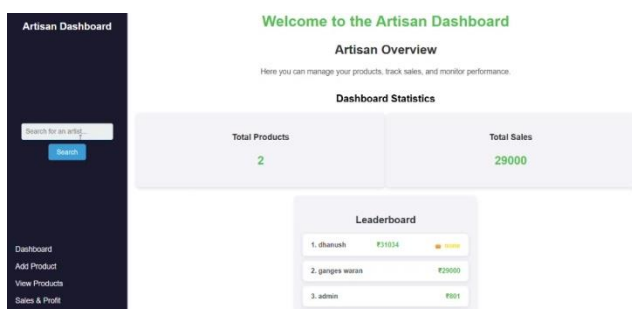 Artisan Dashboard
Search for an artist...
Search
Dashboard
Add Product
View Products
Sales & Profit
Welcome to the Artisan Dashboard
Artisan Overview
Here you can manage your products, track sales, and monitor performance.
Dashboard Statistics
Total Products
2
Total Sales
29000
Leaderboard
1. dhanush ₹31034
2. ganges waran ₹29000
3. admin ₹801